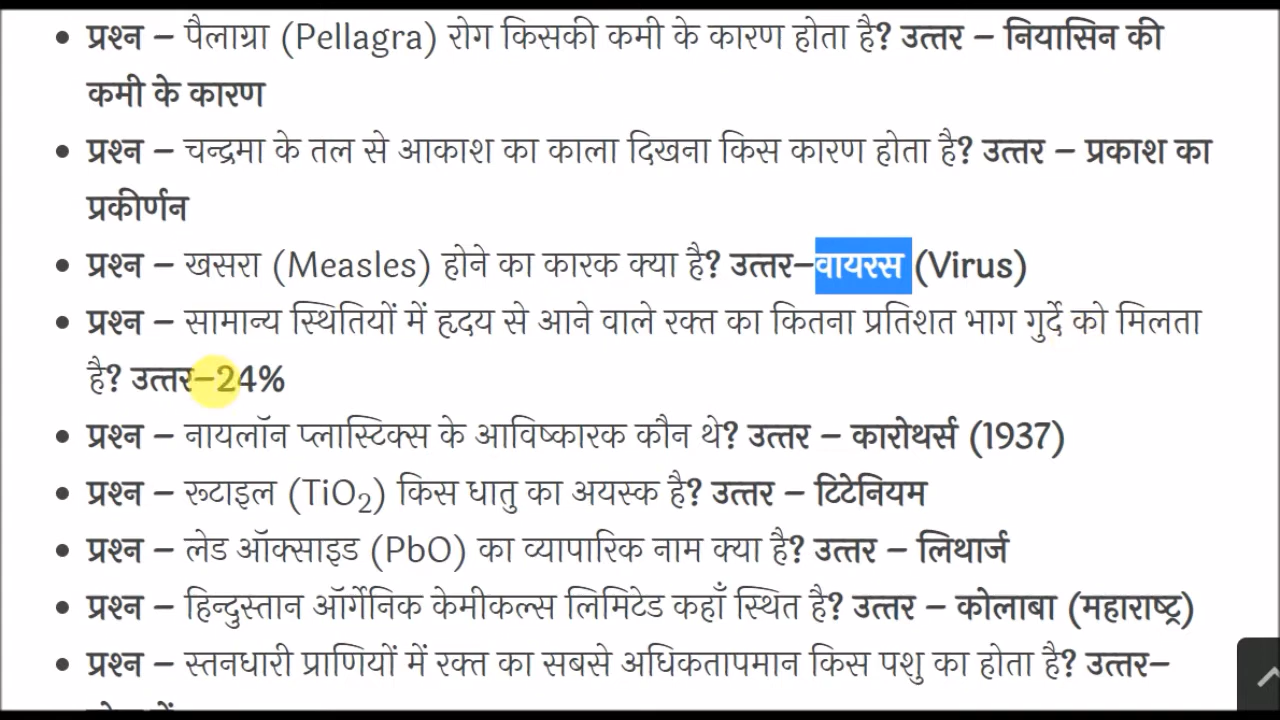 • प्रश्न – पैलाग्रा (Pellagra) रोग किसकी कमी के कारण होता है? उत्तर – नियासिन की
कमी के कारण
• प्रश्न – चन्द्रमा के तल से आकाश का काला दिखना किस कारण होता है? उत्तर – प्रकाश का
प्रकीर्णन
• प्रश्न – खसरा (Measles) होने का कारक क्या है? उत्तर–वायरस (Virus)
• प्रश्न – सामान्य स्थितियों में हृदय से आने वाले रक्त का कितना प्रतिशत भाग गुर्दे को मिलता
है? उत्तर–24%
• प्रश्न – नायलॉन प्लास्टिक्स के आविष्कारक कौन थे? उत्तर – कारोथर्स (1937)
• प्रश्न – रूटाइल (TiO₂) किस धातु का अयस्क है? उत्तर – टिटेनियम
• प्रश्न – लेड ऑक्साइड (PbO) का व्यापारिक नाम क्या है? उत्तर – लिथार्ज
• प्रश्न – हिन्दुस्तान ऑर्गेनिक केमीकल्स लिमिटेड कहाँ स्थित है? उत्तर – कोलाबा (महाराष्ट्र)
• प्रश्न – स्तनधारी प्राणियों में रक्त का सबसे अधिकतापमान किस पशु का होता है? उत्तर–